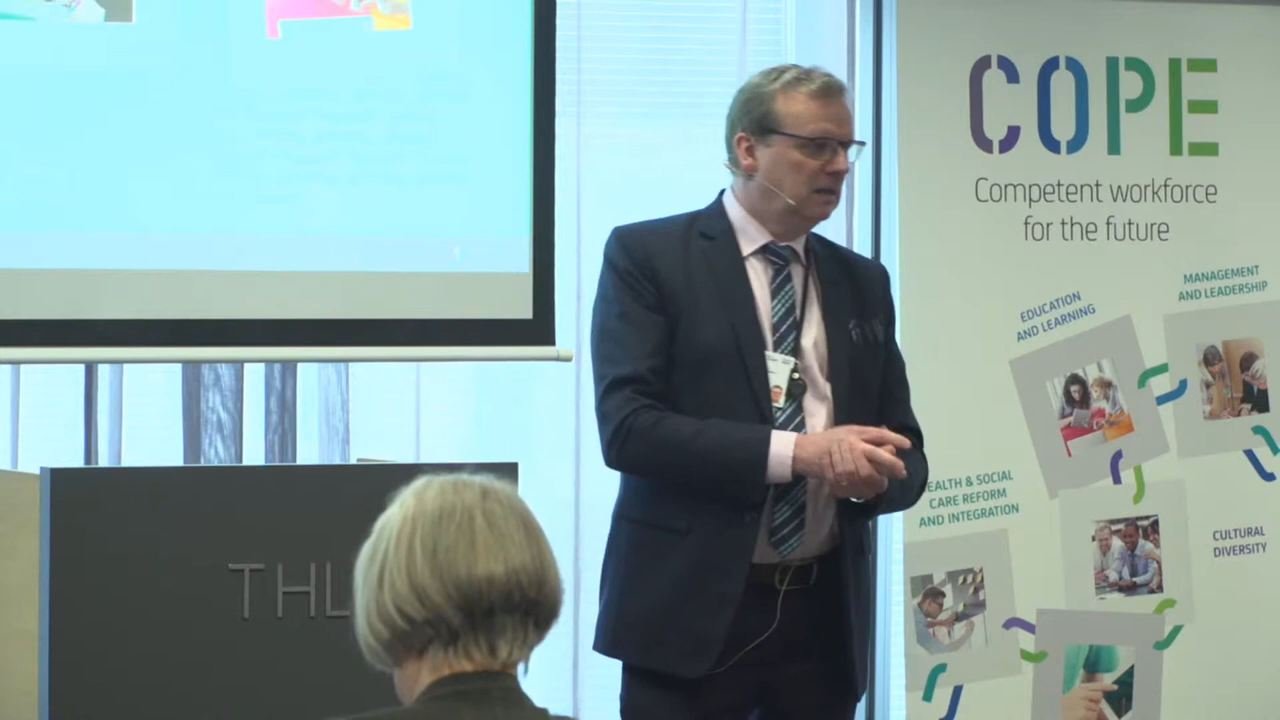 COPE
Competent workforce
for the future
MANAGEMENT
AND LEADERSHIP
EDUCATION
AND LEARNING
EALTH & SOCIAL
CARE REFORM
AND INTEGRATION
CULTURAL
DIVERSITY
THL